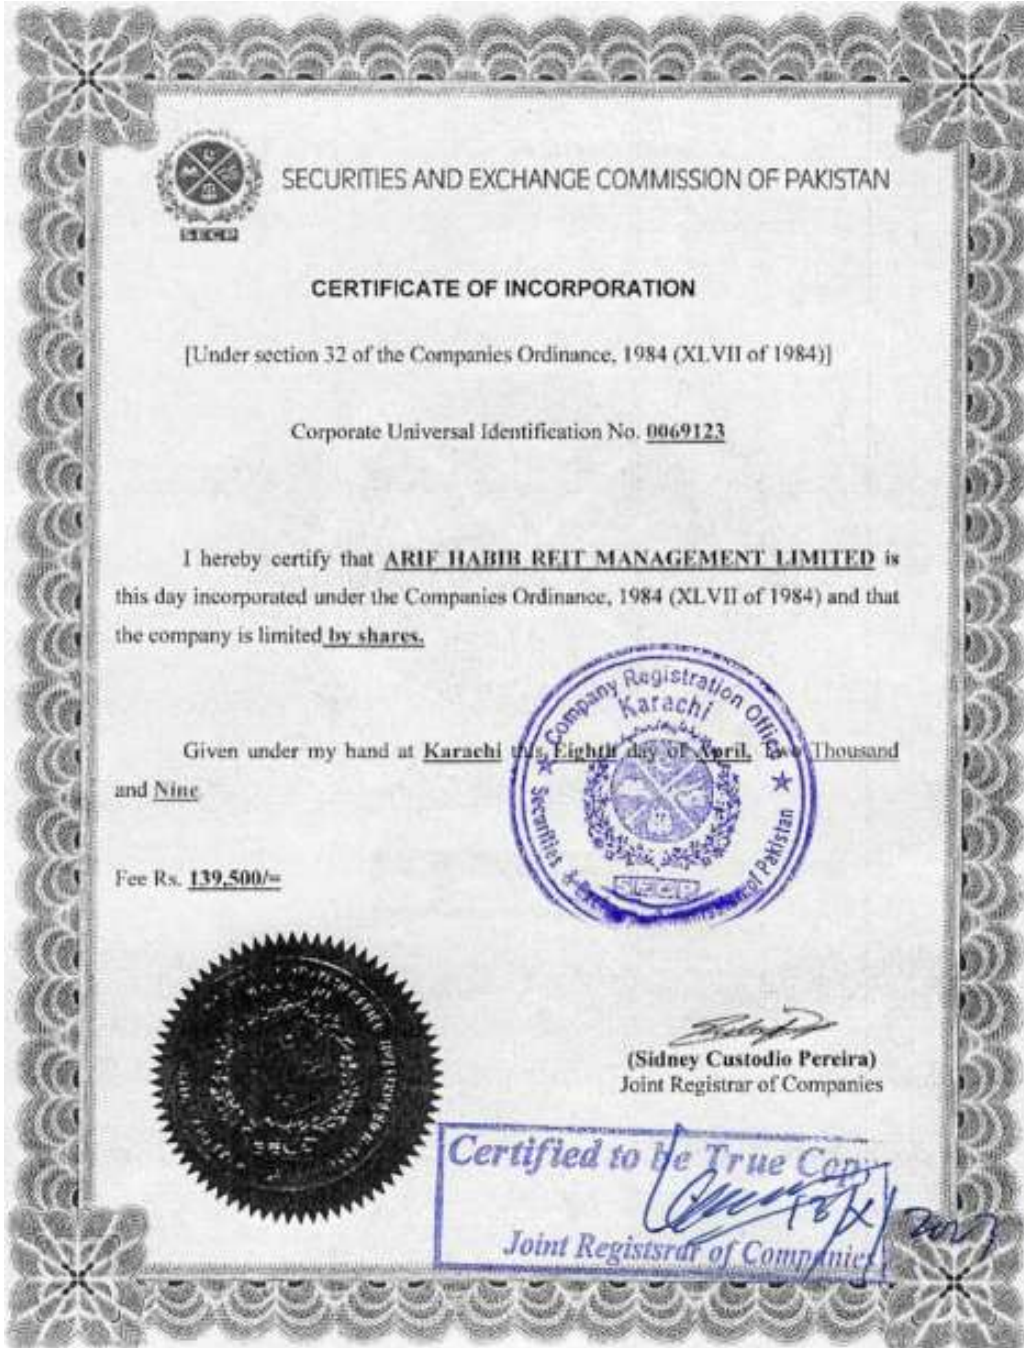 SECURITIES AND EXCHANGE COMMISSION OF PAKISTAN
SECP
CERTIFICATE OF INCORPORATION
[Under section 32 of the Companies Ordinance, 1984 (XLVII of 1984)]
Corporate Universal Identification No. 0069123
I hereby certify that ARIF HABIB REIT MANAGEMENT LIMITED is
this day incorporated under the Companies Ordinance, 1984 (XLVII of 1984) and that
the company is limited by shares.
Company Registration Office
Karachi
Given under my hand at Karachi this Eighth day of April, Two Thousand
and Nine
Securities & Exchange Commission of Pakistan
SECP
Fee Rs. 139,500/=
SECP
(Sidney Custodio Pereira)
Joint Registrar of Companies
Certified to be True Copy
Joint Registsrar of Companies